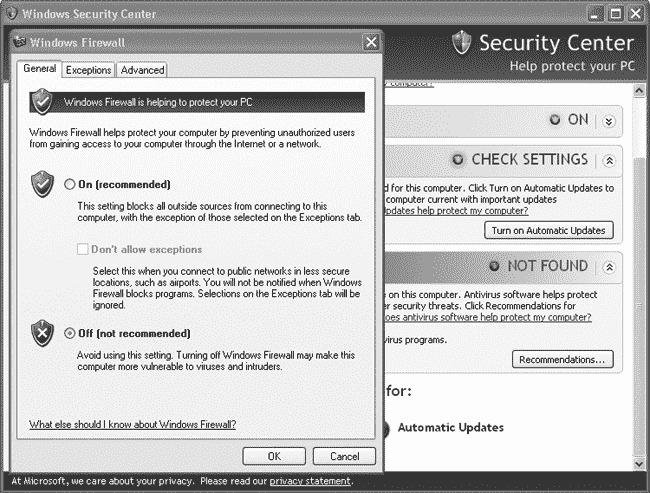 Windows Security Center
Windows Firewall
Security Center
Help protect your PC
General Exceptions Advanced
Windows Firewall is helping to protect your PC
Windows Firewall helps protect your computer by preventing unauthorized users
from gaining access to your computer through the Internet or a network.
On (recommended)
This setting blocks all outside sources from connecting to this
computer, with the exception of those selected on the Exceptions tab.
Don't allow exceptions
Select this when you connect to public networks in less secure
locations, such as airports. You will not be notified when Windows
Firewall blocks programs. Selections on the Exceptions tab will be
ignored.
Off (not recommended)
Avoid using this setting. Turning off Windows Firewall may make this
computer more vulnerable to viruses and intruders.
What else should I know about Windows Firewall?
OK Cancel
computer?
ON
CHECK SETTINGS
d for this computer. Click Turn on Automatic Updates to
computer current with important updates
Updates help protect my computer?
Turn on Automatic Updates
NOT FOUND
e on this computer. Antivirus software helps protect
er security threats. Click Recommendations for
oes antivirus software help protect my computer?
virus programs.
Recommendations...
for:
Automatic Updates
At Microsoft, we care about your privacy. Please read our privacy statement.